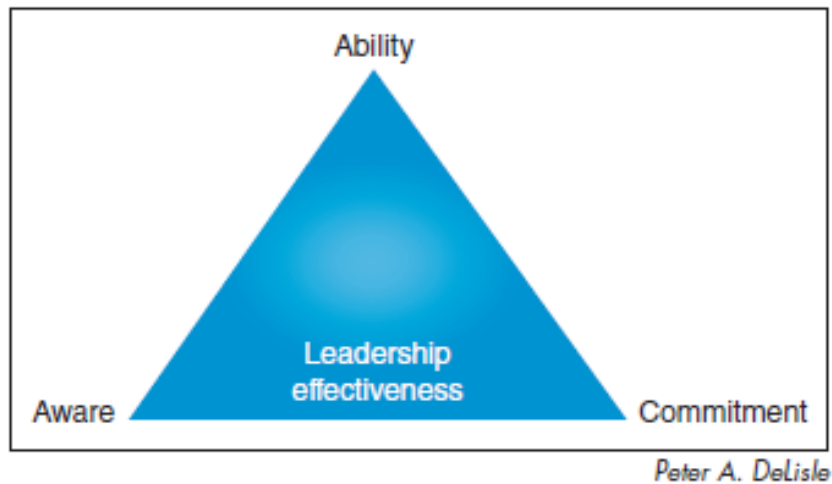 Ability
Leadership
effectiveness
Aware
Commitment
Peter A. DeLisle